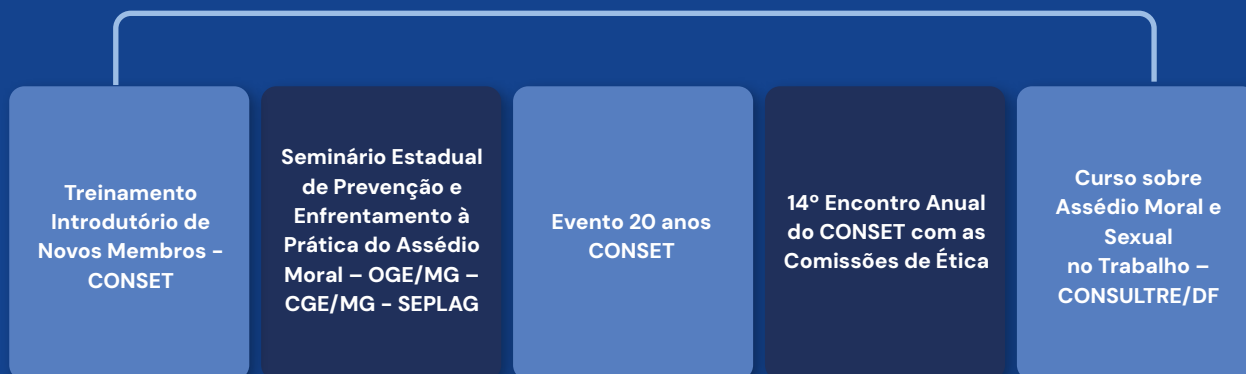 Treinamento
Introdutório de
Novos Membros -
CONSET
Seminário Estadual
de Prevenção e
Enfrentamento à
Prática do Assédio
Moral – OGE/MG –
CGE/MG - SEPLAG
Evento 20 anos
CONSET
14º Encontro Anual
do CONSET com as
Comissões de Ética
Curso sobre
Assédio Moral e
Sexual
no Trabalho –
CONSULTRE/DF